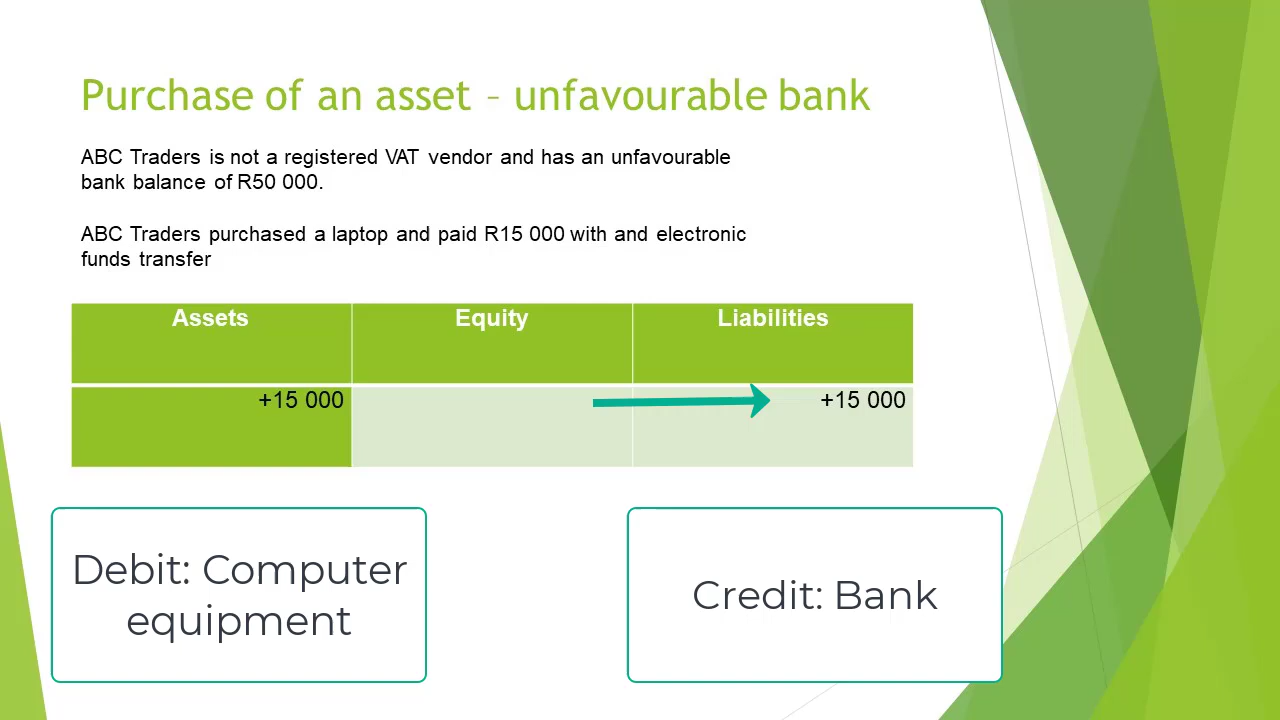 Purchase of an asset – unfavourable bank
ABC Traders is not a registered VAT vendor and has an unfavourable
bank balance of R50 000.
ABC Traders purchased a laptop and paid R15 000 with and electronic
funds transfer
Assets Equity Liabilities
+15 000 +15 000
Debit: Computer
equipment
Credit: Bank